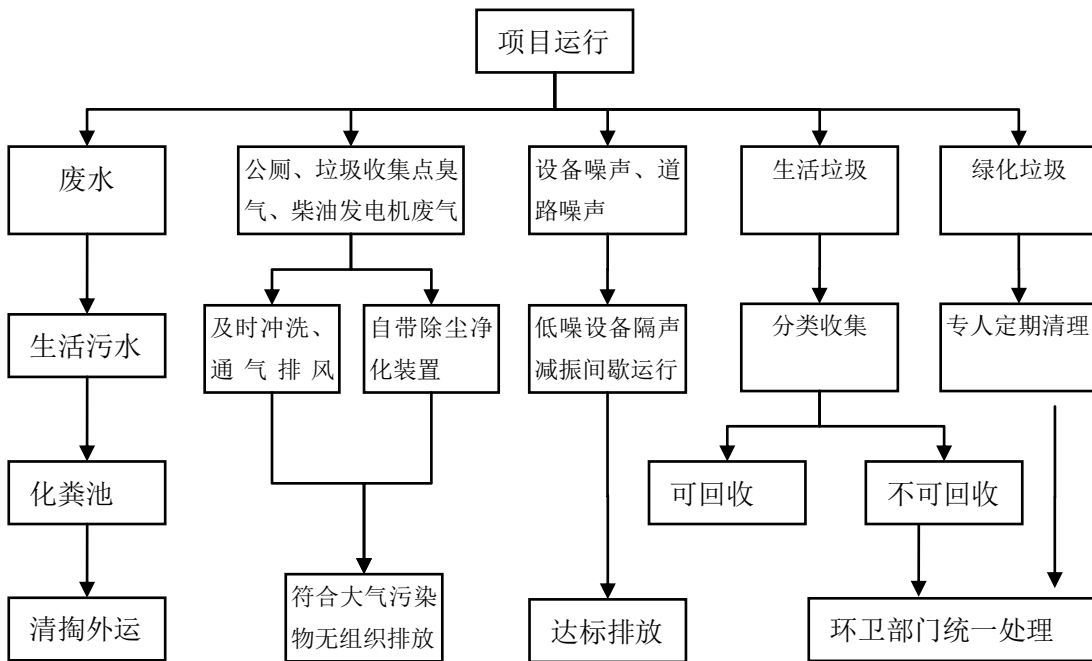 项目运行
废水
公厕、垃圾收集点臭
气、柴油发电机废气
设备噪声、道
路噪声
生活垃圾
绿化垃圾
生活污水
及时冲洗、
通气排风
自带除尘净
化装置
低噪设备隔声
减振间歇运行
分类收集
专人定期清理
化粪池
可回收
不可回收
清掏外运
符合大气污染
物无组织排放
达标排放
环卫部门统一处理